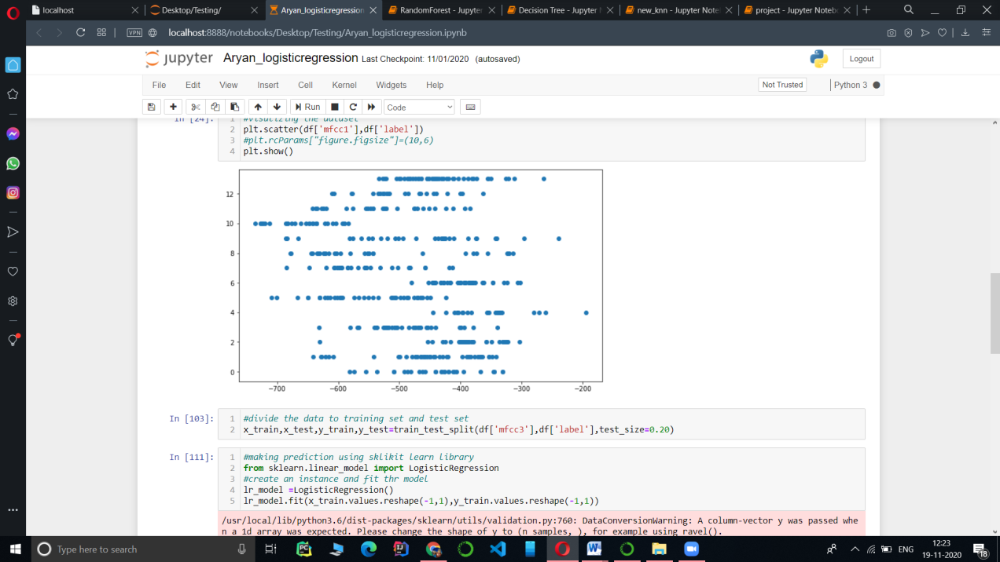 localhost
Desktop/Testing/
Aryan_logisticregression
RandomForest - Jupyter
Decision Tree - Jupyter N
new_knn - Jupyter Note
project - Jupyter Notebo
VPN
localhost:8888/notebooks/Desktop/Testing/Aryan_logisticregression.ipynb
jupyter Aryan_logisticregression Last Checkpoint: 11/01/2020 (autosaved)
Logout
File Edit View Insert Cell Kernel Widgets Help
Not Trusted
Python 3
Run
Code
In [24]: 1 #visulizing the dataset
2 plt.scatter(df['mfcc1'],df['label'])
3 #plt.rcParams["figure.figsize"]=(10,6)
4 plt.show()
12
10
8
6
4
2
0
−700 −600 −500 −400 −300 −200
In [103]: 1 #divide the data to training set and test set
2 x_train,x_test,y_train,y_test=train_test_split(df['mfcc3'],df['label'],test_size=0.20)
In [111]: 1 #making prediction using sklikit learn library
2 from sklearn.linear_model import LogisticRegression
3 #create an instance and fit thr model
4 lr_model =LogisticRegression()
5 lr_model.fit(x_train.values.reshape(-1,1),y_train.values.reshape(-1,1))
/usr/local/lib/python3.6/dist-packages/sklearn/utils/validation.py:760: DataConversionWarning: A column-vector y was passed whe
n a 1d array was expected. Please change the shape of y to (n samples, ), for example using ravel().
Type here to search
ENG
12:23
19-11-2020
18